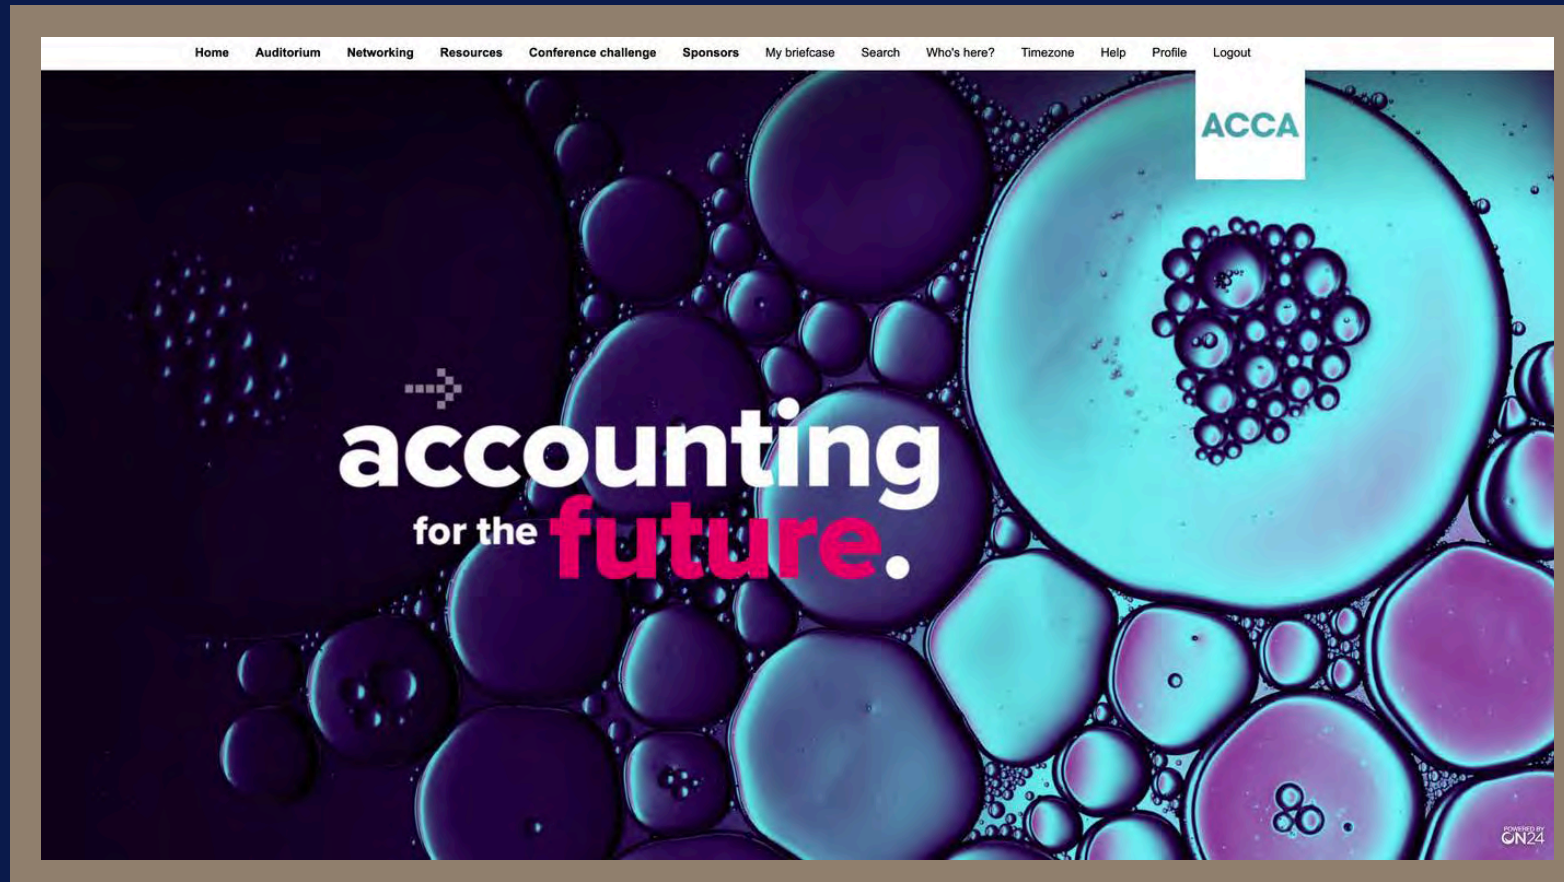 Home Auditorium Networking Resources Conference challenge Sponsors My briefcase Search Who's here? Timezone Help Profile Logout
ACCA
accounting
for the future.
POWERED BY
ON24